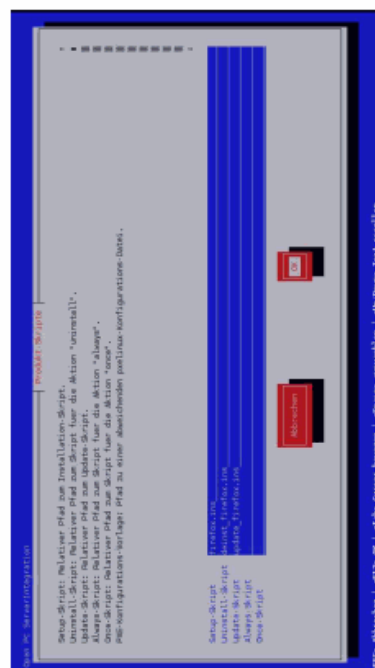 Open PC Serverintegration
Produkt-Skripte
Setup-Skript: Relativer Pfad zum Installation-Skript.
Uninstall-Skript: Relativer Pfad zum Skript fuer die Aktion "uninstall".
Update-Skript: Relativer Pfad zum Update-Skript.
Always-Skript: Relativer Pfad zum Skript fuer die Aktion "always".
Once-Skript: Relativer Pfad zum Skript fuer die Aktion "once".
PXE-Konfigurations-Vorlage: Pfad zu einer abweichenden pxelinux-Konfigurations-Datei.
Setup-Skript firefox.ins
Uninstall-Skript deinst_firefox.ins
Update-Skript update_firefox.ins
Always-Skript
Once-Skript
Abbrechen OK